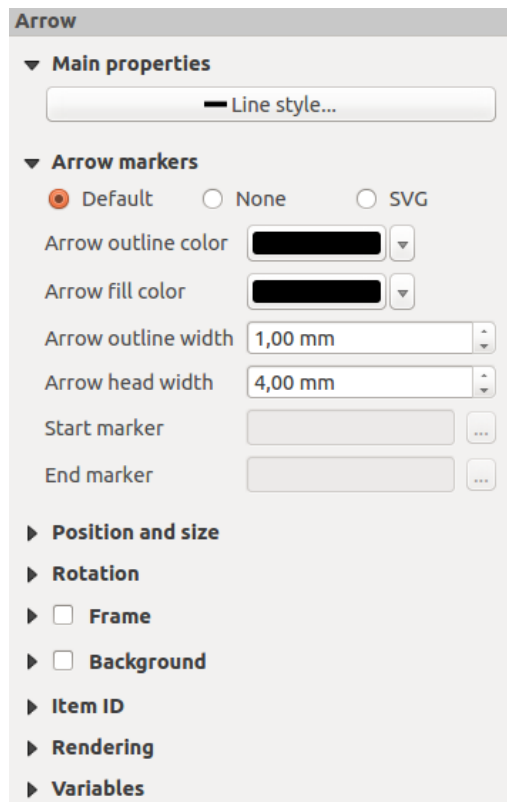 Arrow
Main properties
Line style...
Arrow markers
Default None SVG
Arrow outline color
Arrow fill color
Arrow outline width 1,00 mm
Arrow head width 4,00 mm
Start marker ...
End marker ...
Position and size
Rotation
Frame
Background
Item ID
Rendering
Variables